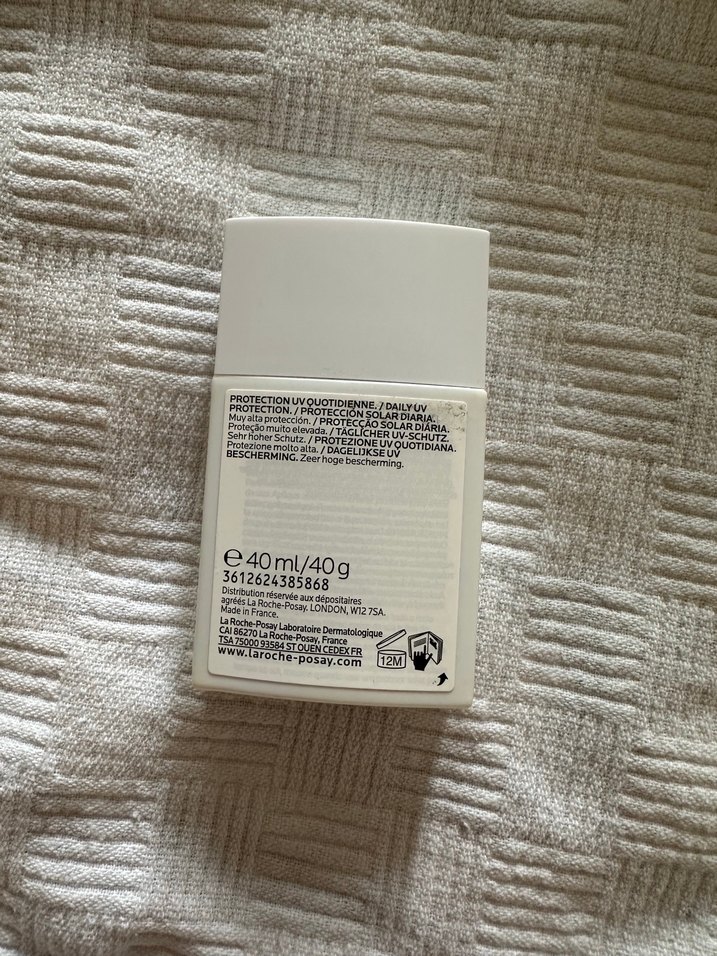 PROTECTION UV QUOTIDIENNE. / DAILY UV
PROTECTION. / PROTECCIÓN SOLAR DIARIA.
Muy alta protección. / PROTECÇÃO SOLAR DIÁRIA.
Proteção muito elevada. / TÄGLICHER UV-SCHUTZ.
Sehr hoher Schutz. / PROTEZIONE UV QUOTIDIANA.
Protezione molto alta. / DAGELIJKSE UV
BESCHERMING. Zeer hoge bescherming.
℮ 40 ml/40 g
3612624385868
Distribution réservée aux dépositaires
agréés La Roche-Posay. LONDON, W12 7SA.
Made in France.
La Roche-Posay Laboratoire Dermatologique
CAI 86270 La Roche-Posay, France
TSA 75000 93584 ST OUEN CEDEX FR
www.laroche-posay.com
12M